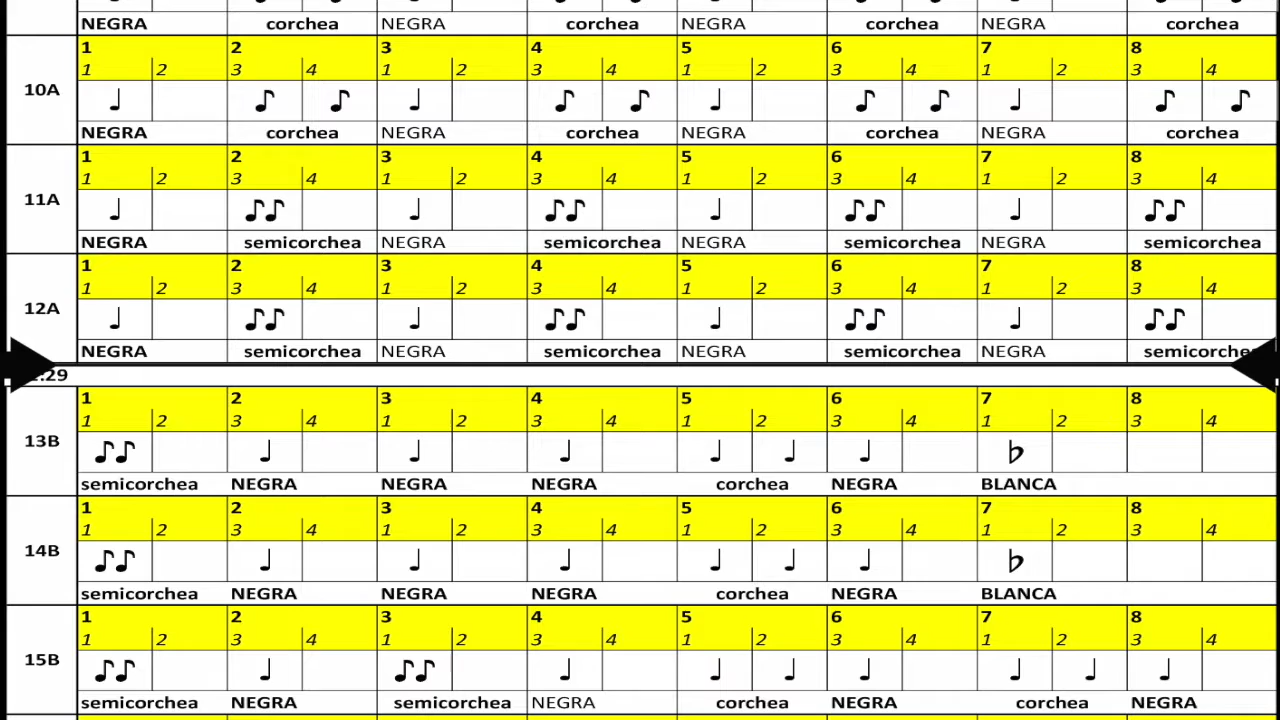 NEGRA corchea NEGRA corchea NEGRA corchea NEGRA corchea
1 2 3 4 5 6 7 8
10A 1 2 3 4 1 2 3 4 1 2 3 4 1 2 3 4
NEGRA corchea NEGRA corchea NEGRA corchea NEGRA corchea
1 2 3 4 5 6 7 8
11A 1 2 3 4 1 2 3 4 1 2 3 4 1 2 3 4
NEGRA semicorchea NEGRA semicorchea NEGRA semicorchea NEGRA semicorchea
1 2 3 4 5 6 7 8
12A 1 2 3 4 1 2 3 4 1 2 3 4 1 2 3 4
NEGRA semicorchea NEGRA semicorchea NEGRA semicorchea NEGRA semicorchea
:29
1 2 3 4 5 6 7 8
13B 1 2 3 4 1 2 3 4 1 2 3 4 1 2 3 4
semicorchea NEGRA NEGRA NEGRA corchea NEGRA BLANCA
1 2 3 4 5 6 7 8
14B 1 2 3 4 1 2 3 4 1 2 3 4 1 2 3 4
semicorchea NEGRA NEGRA NEGRA corchea NEGRA BLANCA
1 2 3 4 5 6 7 8
15B 1 2 3 4 1 2 3 4 1 2 3 4 1 2 3 4
semicorchea NEGRA semicorchea NEGRA corchea NEGRA corchea NEGRA